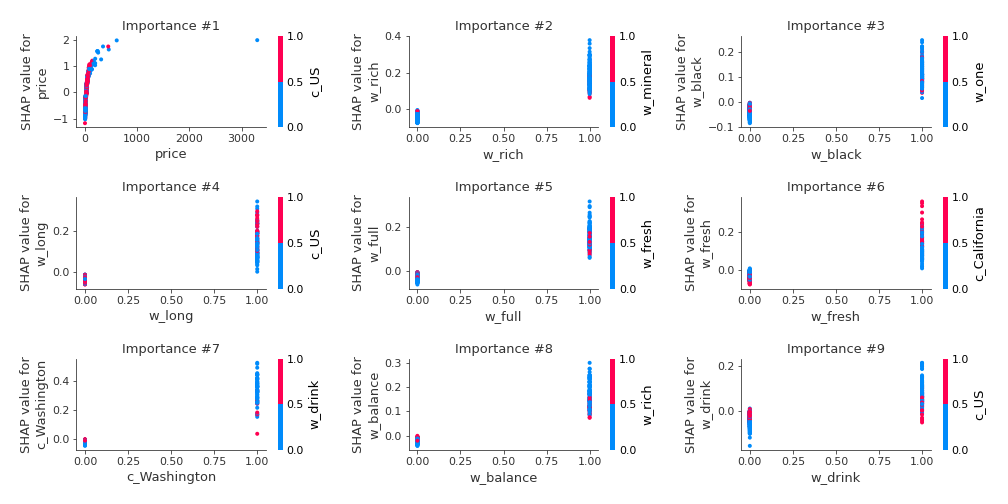 Importance #1
2
1
0
−1
0
1000
2000
3000
price
SHAP value for
price
1.0
0.5
0.0
c_US
Importance #2
0.4
0.2
0.0
0.00
0.25
0.50
0.75
1.00
w_rich
SHAP value for
w_rich
1.0
0.5
0.0
w_mineral
Importance #3
0.2
0.1
0.0
−0.1
0.00
0.25
0.50
0.75
1.00
w_black
SHAP value for
w_black
1.0
0.5
0.0
w_one
Importance #4
0.2
0.0
0.00
0.25
0.50
0.75
1.00
w_long
SHAP value for
w_long
1.0
0.5
0.0
c_US
Importance #5
0.2
0.0
0.00
0.25
0.50
0.75
1.00
w_full
SHAP value for
w_full
1.0
0.5
0.0
w_fresh
Importance #6
0.2
0.0
0.00
0.25
0.50
0.75
1.00
w_fresh
SHAP value for
w_fresh
1.0
0.5
0.0
c_California
Importance #7
0.4
0.2
0.0
0.00
0.25
0.50
0.75
1.00
c_Washington
SHAP value for
c_Washington
1.0
0.5
0.0
w_drink
Importance #8
0.3
0.2
0.1
0.0
0.00
0.25
0.50
0.75
1.00
w_balance
SHAP value for
w_balance
1.0
0.5
0.0
w_rich
Importance #9
0.2
0.0
0.00
0.25
0.50
0.75
1.00
w_drink
SHAP value for
w_drink
1.0
0.5
0.0
c_US